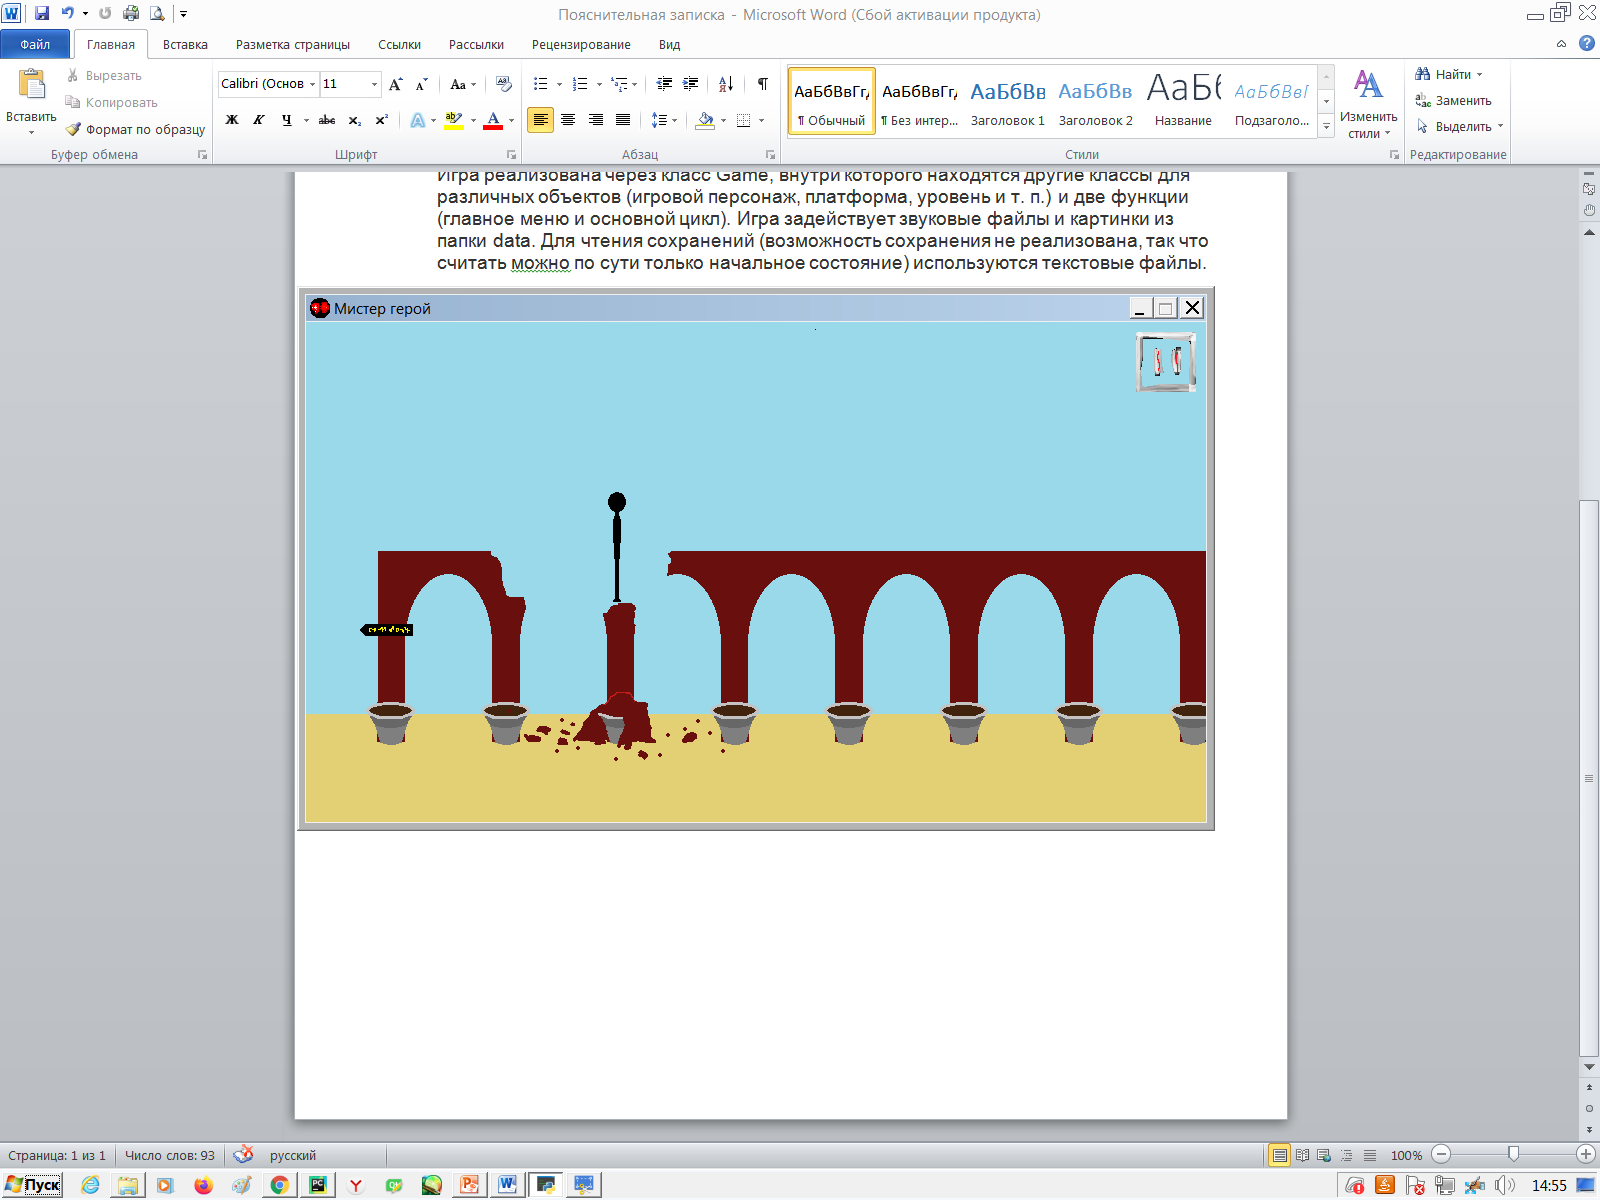 Пояснительная записка - Microsoft Word (Сбой активации продукта)
Файл Главная Вставка Разметка страницы Ссылки Рассылки Рецензирование Вид
Вставить
Вырезать
Копировать
Формат по образцу
Буфер обмена
Calibri (Основ 11
Ж К Ч abc x₂ x²
Шрифт
Абзац
АаБбВвГг, АаБбВвГг, АаБбВв АаБбВв АаБ АаБбВвГ
¶ Обычный ¶ Без интер... Заголовок 1 Заголовок 2 Название Подзаголо...
Стили
Изменить
стили
Найти
Заменить
Выделить
Редактирование
Игра реализована через класс Game, внутри которого находятся другие классы для
различных объектов (игровой персонаж, платформа, уровень и т. п.) и две функции
(главное меню и основной цикл). Игра задействует звуковые файлы и картинки из
папки data. Для чтения сохранений (возможность сохранения не реализована, так что
считать можно по сути только начальное состояние) используются текстовые файлы.
Мистер герой
Страница: 1 из 1 Число слов: 93 русский 100%
Пуск 14:55